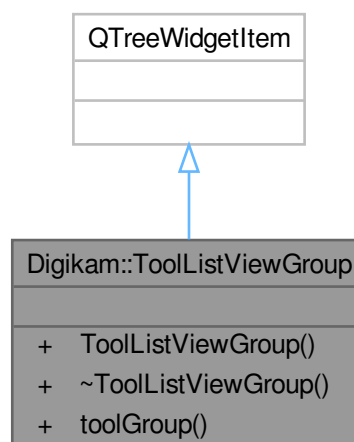 QTreeWidgetItem
Digikam::ToolListViewGroup
+ ToolListViewGroup()
+ ~ToolListViewGroup()
+ toolGroup()